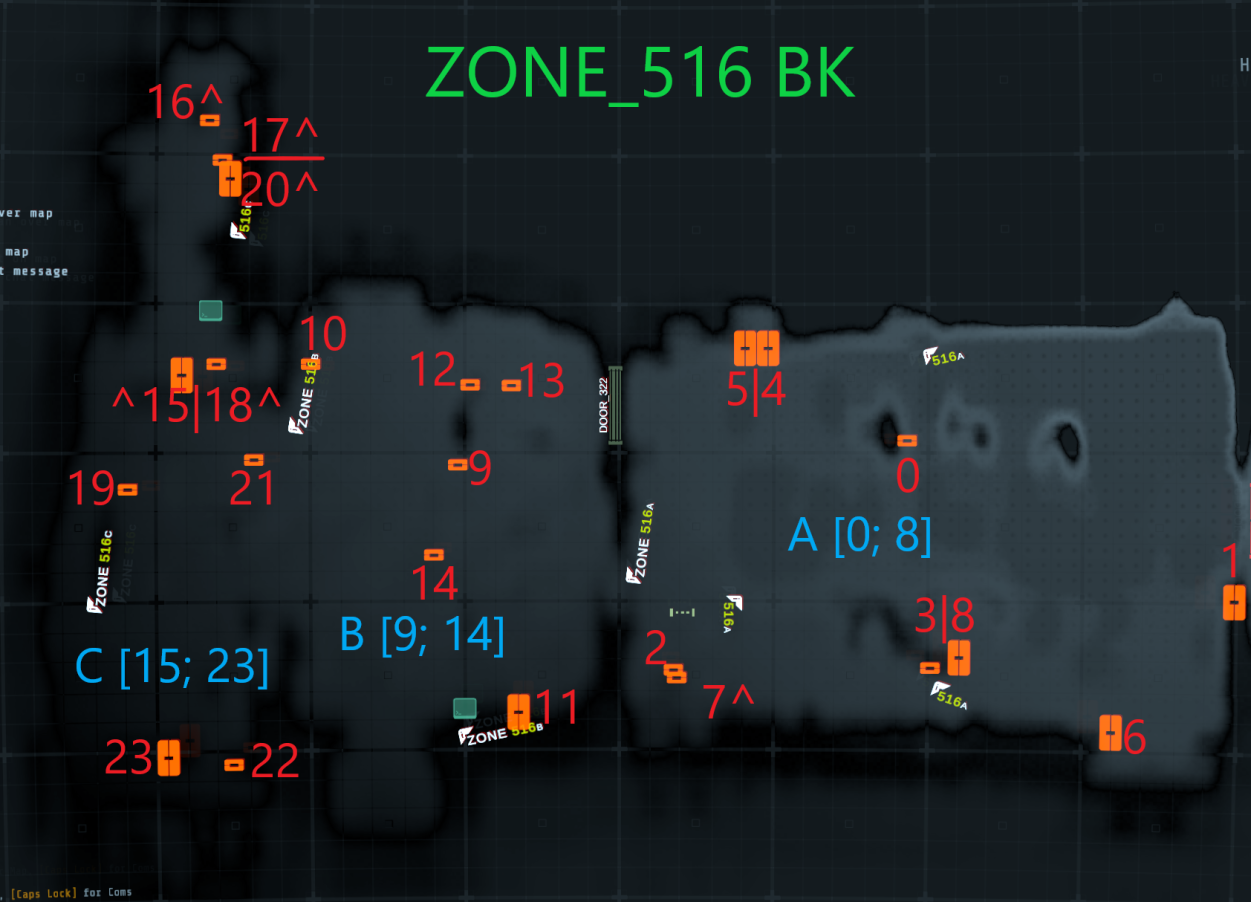 ZONE_516 BK
H
16^
17^
20^
516C
ver map
map
t message
10
12
13
^15|18^
ZONE 516B
DOOR_322
5|4
516A
9
0
19
21
ZONE 516C
ZONE 516A
A [0; 8]
14
1
B [9; 14]
516A
3|8
C [15; 23]
2
7^
516A
11
ZONE 516B
6
23
22
[Caps Lock] for Coms